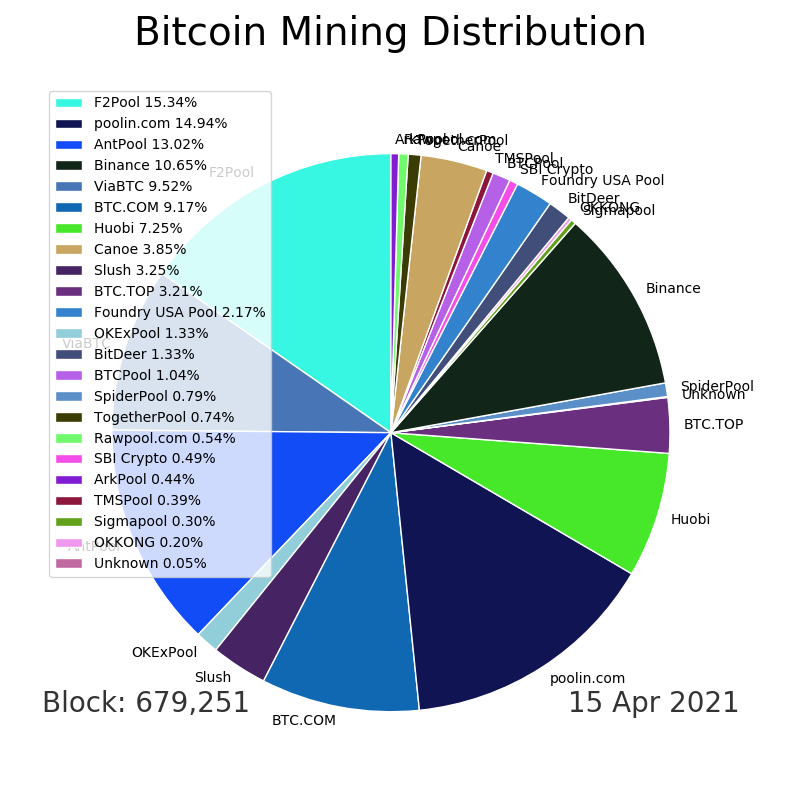 Bitcoin Mining Distribution
F2Pool 15.34%
poolin.com 14.94%
AntPool 13.02%
Binance 10.65%
ViaBTC 9.52%
BTC.COM 9.17%
Huobi 7.25%
Canoe 3.85%
Slush 3.25%
BTC.TOP 3.21%
Foundry USA Pool 2.17%
OKExPool 1.33%
BitDeer 1.33%
BTCPool 1.04%
SpiderPool 0.79%
TogetherPool 0.74%
Rawpool.com 0.54%
SBI Crypto 0.49%
ArkPool 0.44%
TMSPool 0.39%
Sigmapool 0.30%
OKKONG 0.20%
Unknown 0.05%
ArkPool
Rawpool.com
TogetherPool
Canoe
TMSPool
BTCPool
SBI Crypto
Foundry USA Pool
BitDeer
OKKONG
Sigmapool
Binance
SpiderPool
Unknown
BTC.TOP
Huobi
poolin.com
BTC.COM
Slush
OKExPool
AntPool
ViaBTC
F2Pool
Block: 679,251
15 Apr 2021